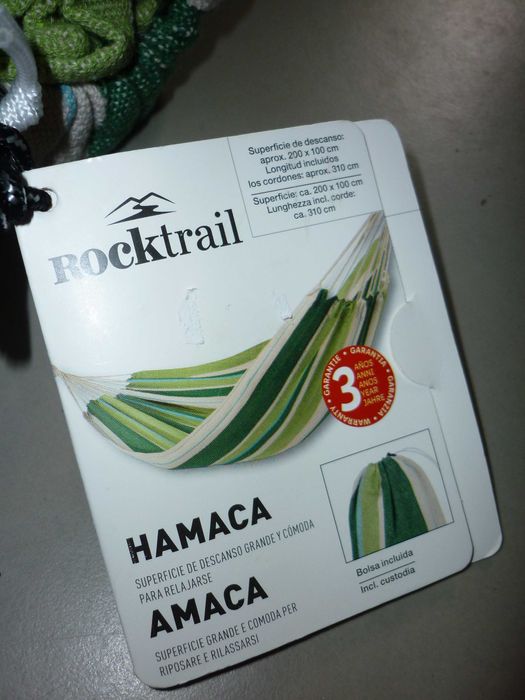 Superficie de descanso:
aprox. 200 x 100 cm
Longitud incluidos
los cordones: aprox. 310 cm
Superficie: ca. 200 x 100 cm
Lunghezza incl. corde:
ca. 310 cm
ROCKtrail
GARANTIE • GARANTÍA • GARANZIA • WARRANTY •
3
AÑOS
ANNI
ANOS
YEAR
JAHRE
HAMACA
SUPERFICIE DE DESCANSO GRANDE Y CÓMODA
PARA RELAJARSE
AMACA
SUPERFICIE GRANDE E COMODA PER
RIPOSARE E RILASSARSI
Bolsa incluida
Incl. custodia